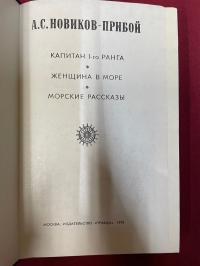 А.С.НОВИКОВ-ПРИБОЙ
КАПИТАН 1-го РАНГА
ЖЕНЩИНА В МОРЕ
МОРСКИЕ РАССКАЗЫ
МОСКВА. ИЗДАТЕЛЬСТВО «ПРАВДА».